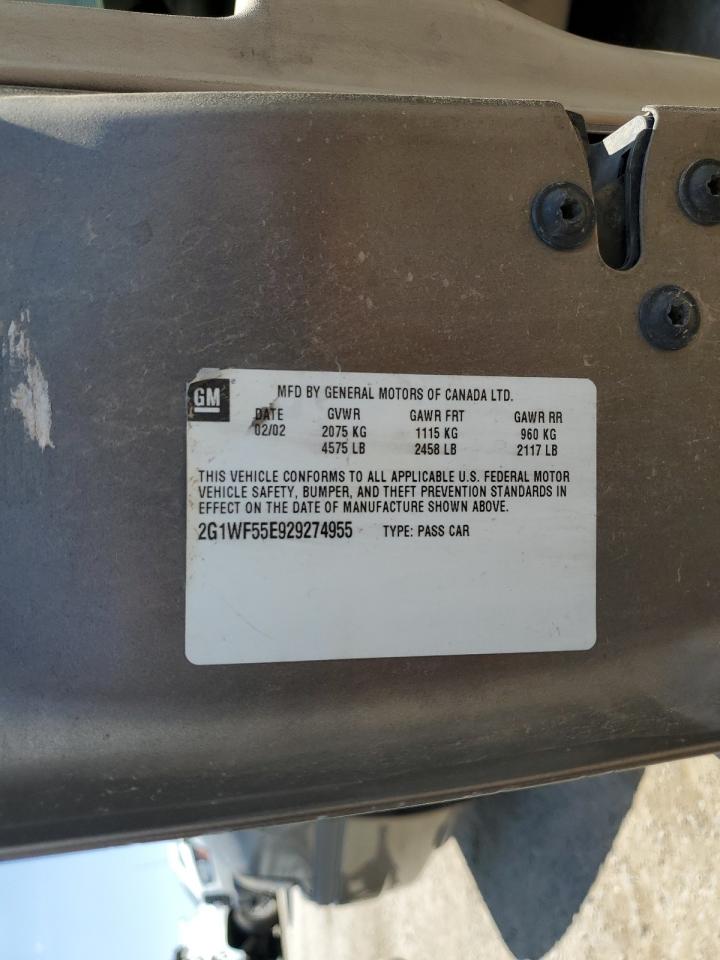 GM MFD BY GENERAL MOTORS OF CANADA LTD.
DATE GVWR GAWR FRT GAWR RR
02/02 2075 KG 1115 KG 960 KG
4575 LB 2458 LB 2117 LB
THIS VEHICLE CONFORMS TO ALL APPLICABLE U.S. FEDERAL MOTOR
VEHICLE SAFETY, BUMPER, AND THEFT PREVENTION STANDARDS IN
EFFECT ON THE DATE OF MANUFACTURE SHOWN ABOVE.
2G1WF55E929274955 TYPE: PASS CAR